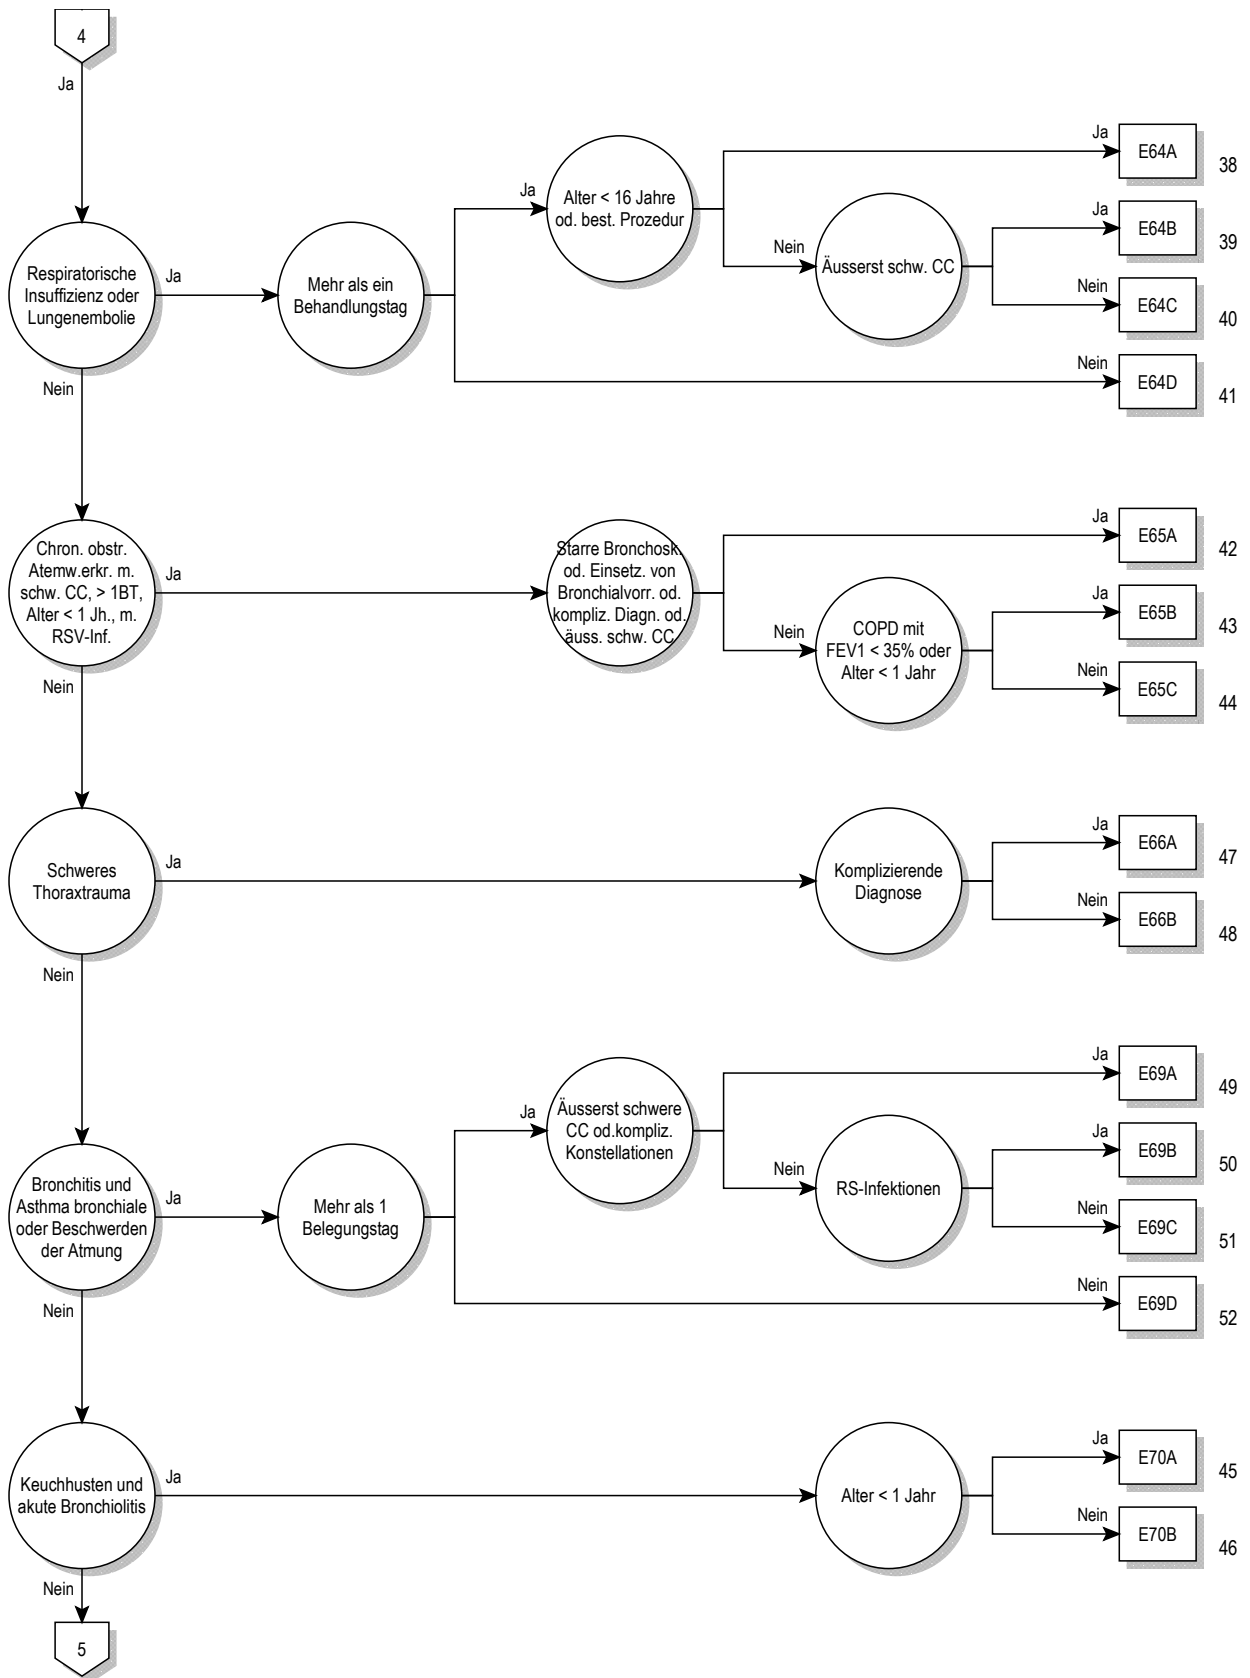 4
Ja
Respiratorische
Insuffizienz oder
Lungenembolie
Ja
Mehr als ein
Behandlungstag
Ja
Alter < 16 Jahre
od. best. Prozedur
Ja
E64A
38
Nein
Äusserst schw. CC
Ja
E64B
39
Nein
E64C
40
Nein
E64D
41
Nein
Chron. obstr.
Atemw.erkr. m.
schw. CC, > 1BT,
Alter < 1 Jh., m.
RSV-Inf.
Ja
Starre Bronchosk.
od. Einsetz. von
Bronchialvorr. od.
kompliz. Diagn. od.
äuss. schw. CC
Ja
E65A
42
Nein
COPD mit
FEV1 < 35% oder
Alter < 1 Jahr
Ja
E65B
43
Nein
E65C
44
Nein
Schweres
Thoraxtrauma
Ja
Komplizierende
Diagnose
Ja
E66A
47
Nein
E66B
48
Nein
Bronchitis und
Asthma bronchiale
oder Beschwerden
der Atmung
Ja
Mehr als 1
Belegungstag
Ja
Äusserst schwere
CC od.kompliz.
Konstellationen
Ja
E69A
49
Nein
RS-Infektionen
Ja
E69B
50
Nein
E69C
51
Nein
E69D
52
Nein
Keuchhusten und
akute Bronchiolitis
Ja
Alter < 1 Jahr
Ja
E70A
45
Nein
E70B
46
Nein
5